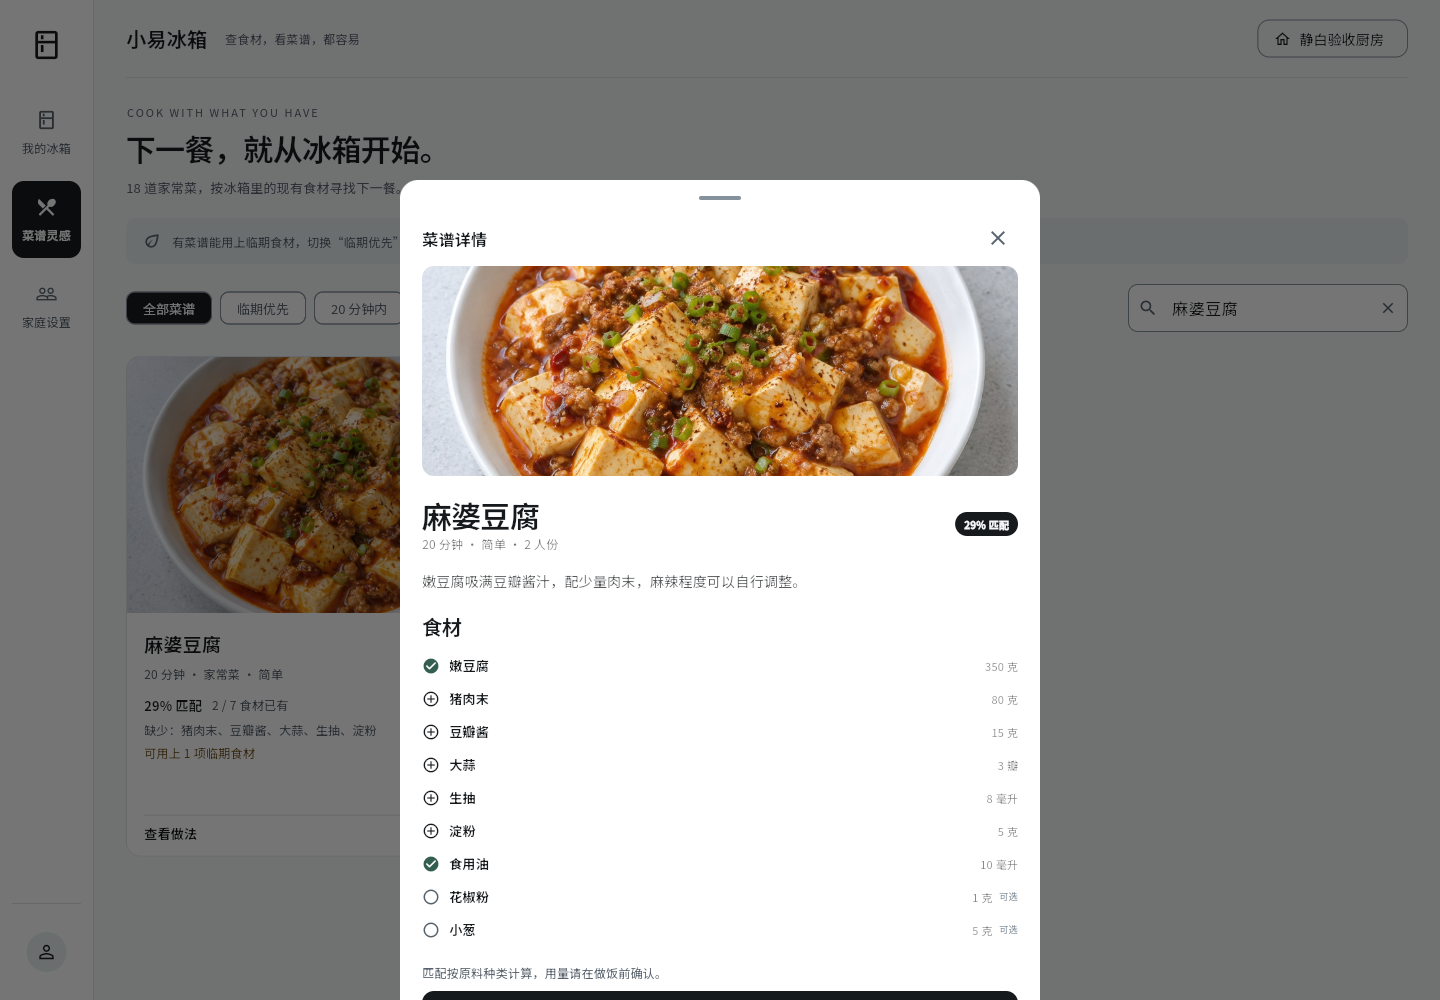 小易冰箱
查食材，看菜谱，都容易
静白验收厨房
我的冰箱
菜谱灵感
家庭设置
COOK WITH WHAT YOU HAVE
下一餐，就从冰箱开始。
18 道家常菜，按冰箱里的现有食材寻找下一餐。
有菜谱能用上临期食材，切换“临期优先”
全部菜谱
临期优先
20 分钟内
麻婆豆腐
麻婆豆腐
20 分钟 · 家常菜 · 简单
29% 匹配 2 / 7 食材已有
缺少：猪肉末、豆瓣酱、大蒜、生抽、淀粉
可用上 1 项临期食材
查看做法
菜谱详情
麻婆豆腐
29% 匹配
20 分钟 · 简单 · 2 人份
嫩豆腐吸满豆瓣酱汁，配少量肉末，麻辣程度可以自行调整。
食材
嫩豆腐 350 克
猪肉末 80 克
豆瓣酱 15 克
大蒜 3 瓣
生抽 8 毫升
淀粉 5 克
食用油 10 毫升
花椒粉 1 克 可选
小葱 5 克 可选
匹配按原料种类计算，用量请在做饭前确认。